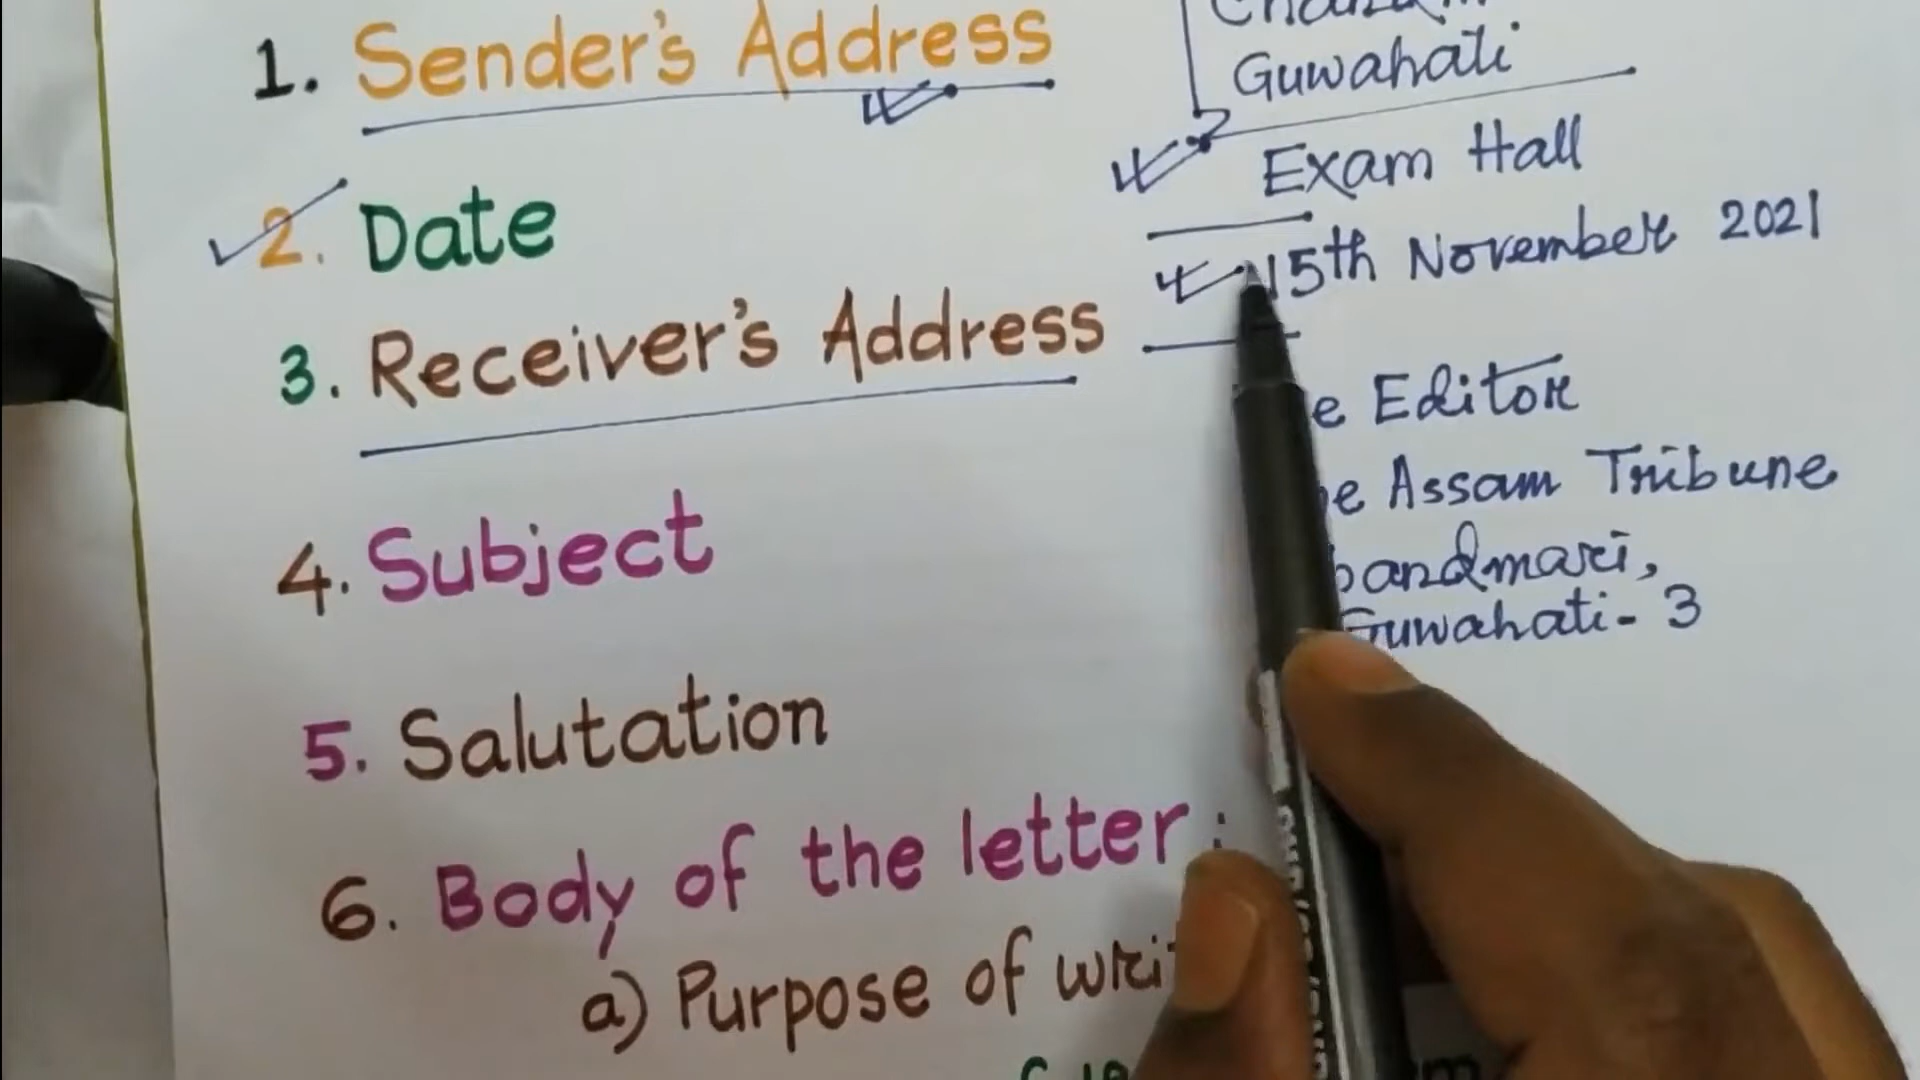 1. Sender's Address
2. Date
3. Receiver's Address
4. Subject
5. Salutation
6. Body of the letter:
a) Purpose of
Guwahati
Exam Hall
15th November 2021
Editor
Assam Tribune
Guwahati - 3